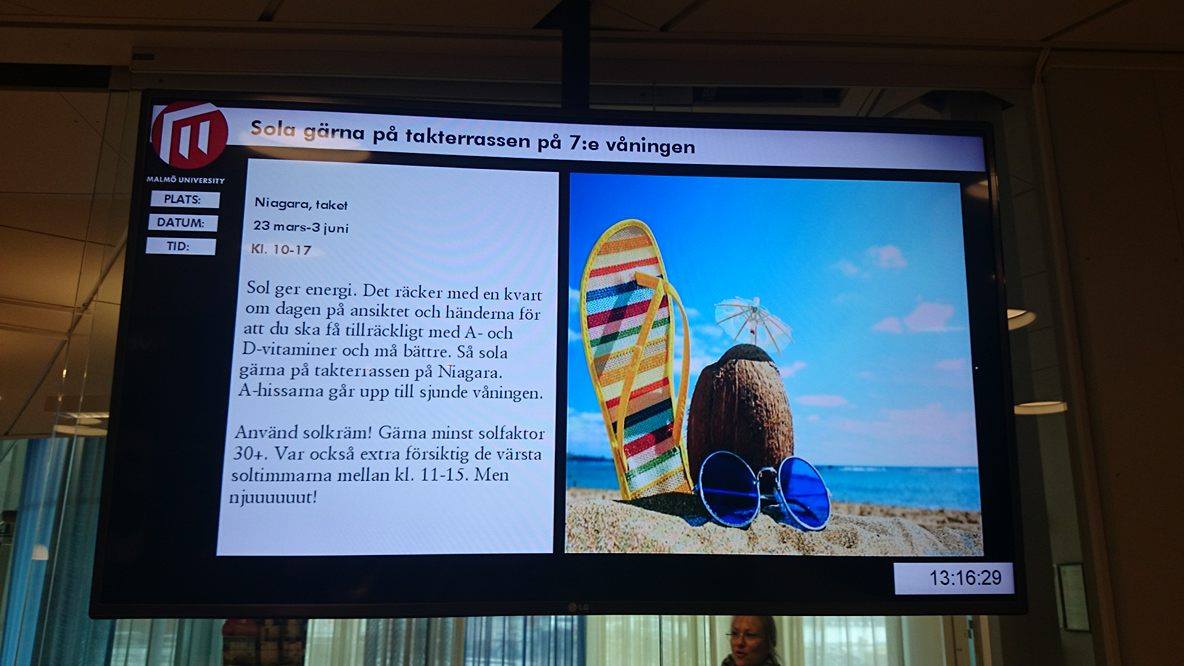 Sola gärna på takterrassen på 7:e våningen
MALMÖ UNIVERSITY
PLATS:
Niagara, taket
DATUM:
23 mars-3 juni
TID:
Kl. 10-17
Sol ger energi. Det räcker med en kvart
om dagen på ansiktet och händerna för
att du ska få tillräckligt med A- och
D-vitaminer och må bättre. Så sola
gärna på takterrassen på Niagara.
A-hissarna går upp till sjunde våningen.
Använd solkräm! Gärna minst solfaktor
30+. Var också extra försiktig de värsta
soltimmarna mellan kl. 11-15. Men
njuuuuuut!
13:16:29
LG